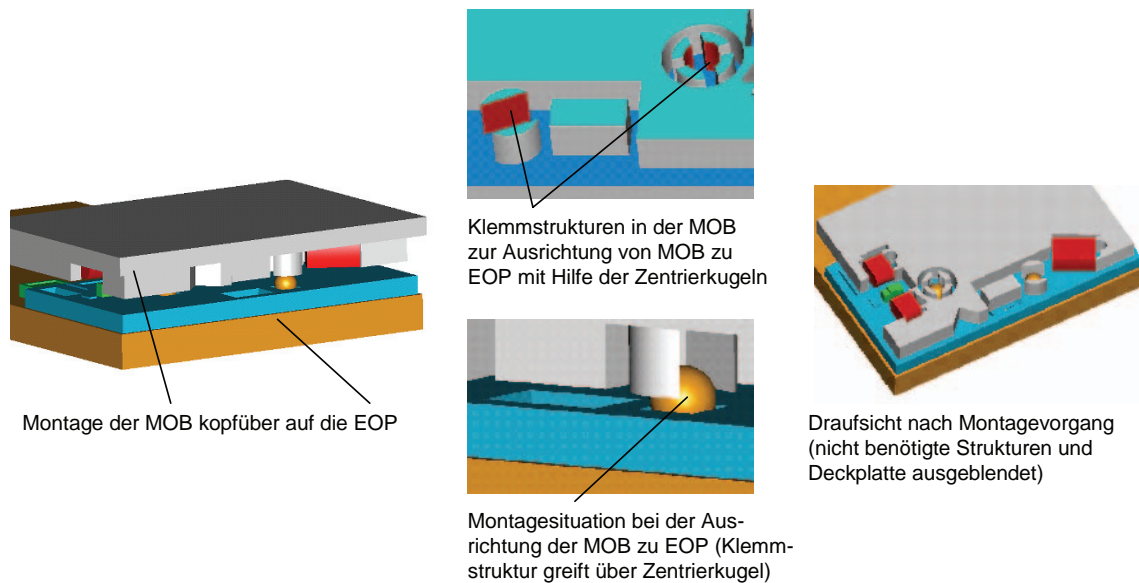 Montage der MOB kopfüber auf die EOP
Klemmstrukturen in der MOB
zur Ausrichtung von MOB zu
EOP mit Hilfe der Zentrierkugeln
Montagesituation bei der Aus-
richtung der MOB zu EOP (Klemm-
struktur greift über Zentrierkugel)
Draufsicht nach Montagevorgang
(nicht benötigte Strukturen und
Deckplatte ausgeblendet)